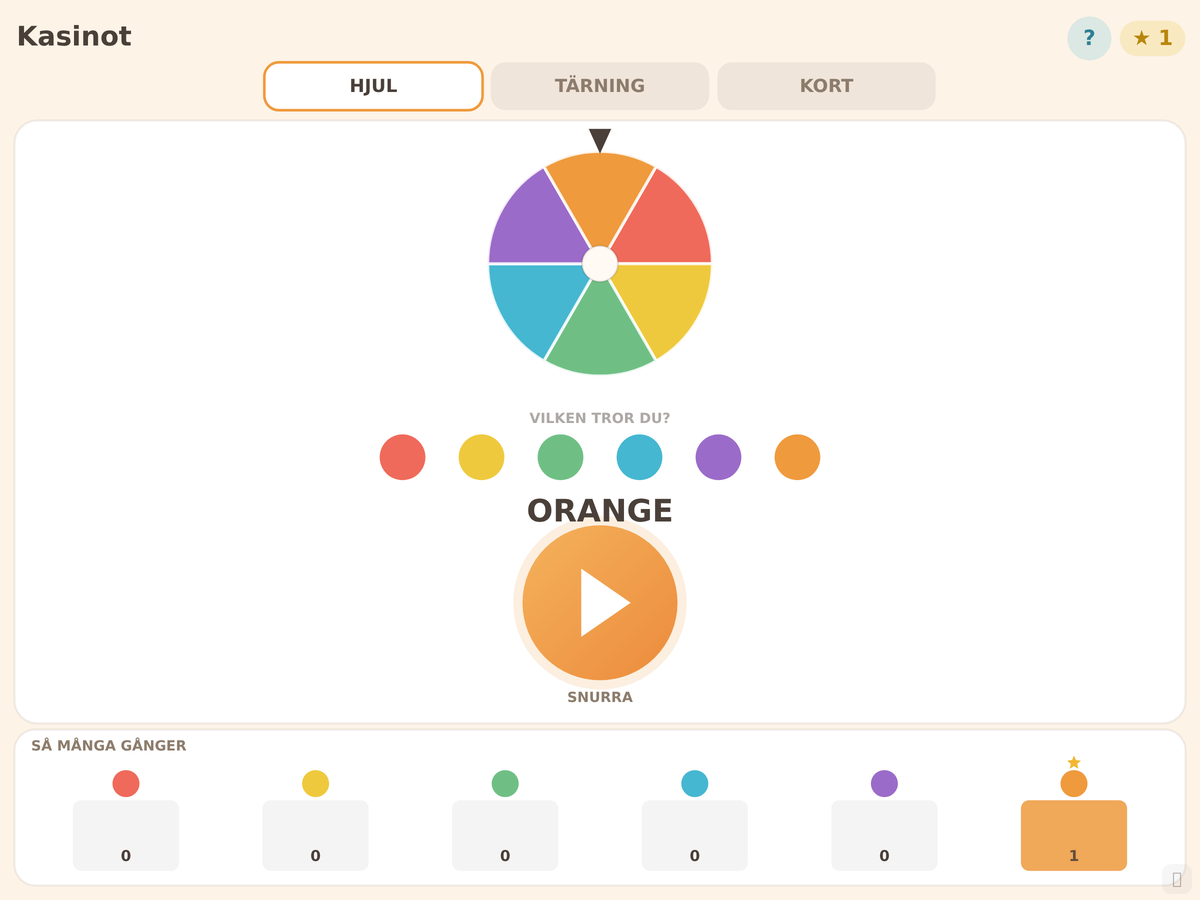 Kasinot
? ★ 1
HJUL
TÄRNING
KORT
VILKEN TROR DU?
ORANGE
SNURRA
SÅ MÅNGA GÅNGER
0
0
0
0
0
1